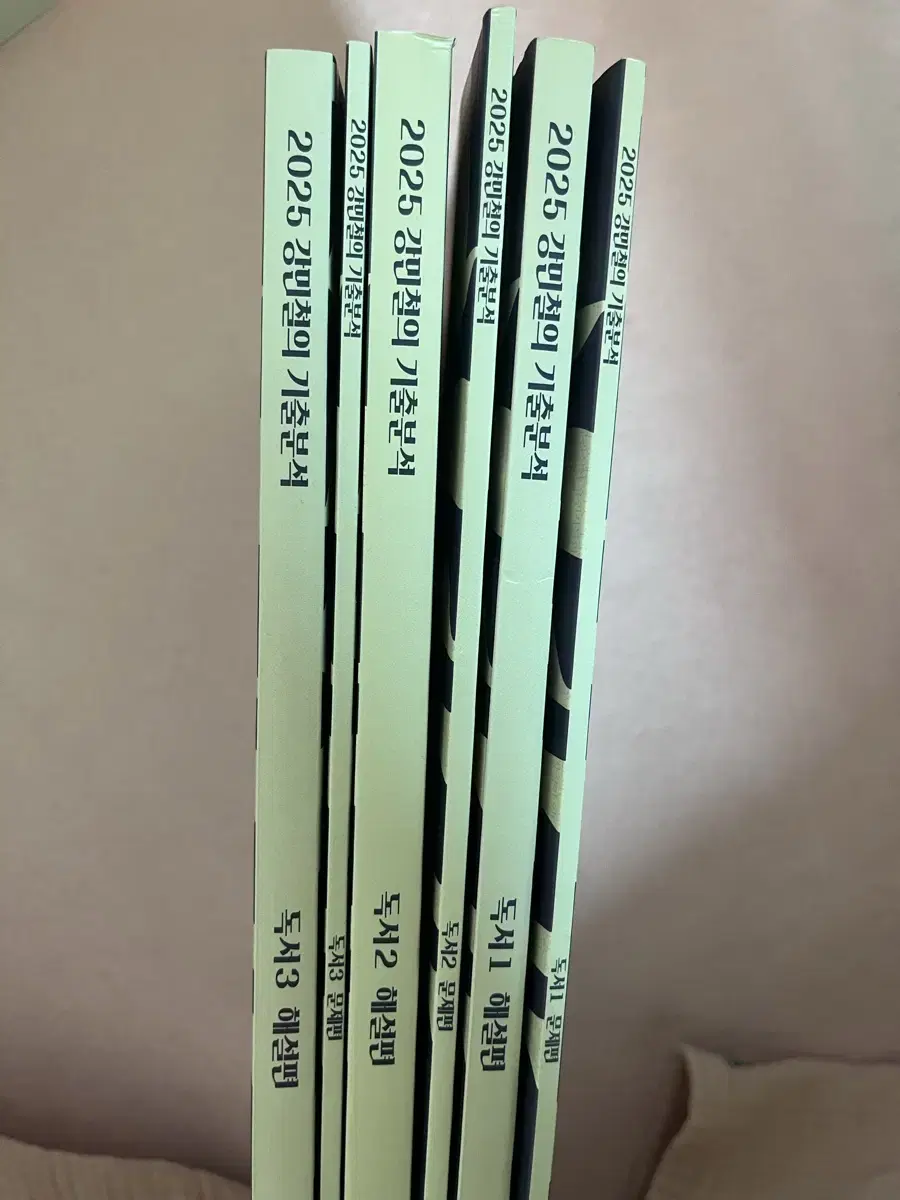 2025 강민철의 기출분석 독서3 해설편
2025 강민철의 기출분석 독서3 문제편
2025 강민철의 기출분석 독서2 해설편
2025 강민철의 기출분석 독서2 문제편
2025 강민철의 기출분석 독서1 해설편
2025 강민철의 기출분석 독서1 문제편